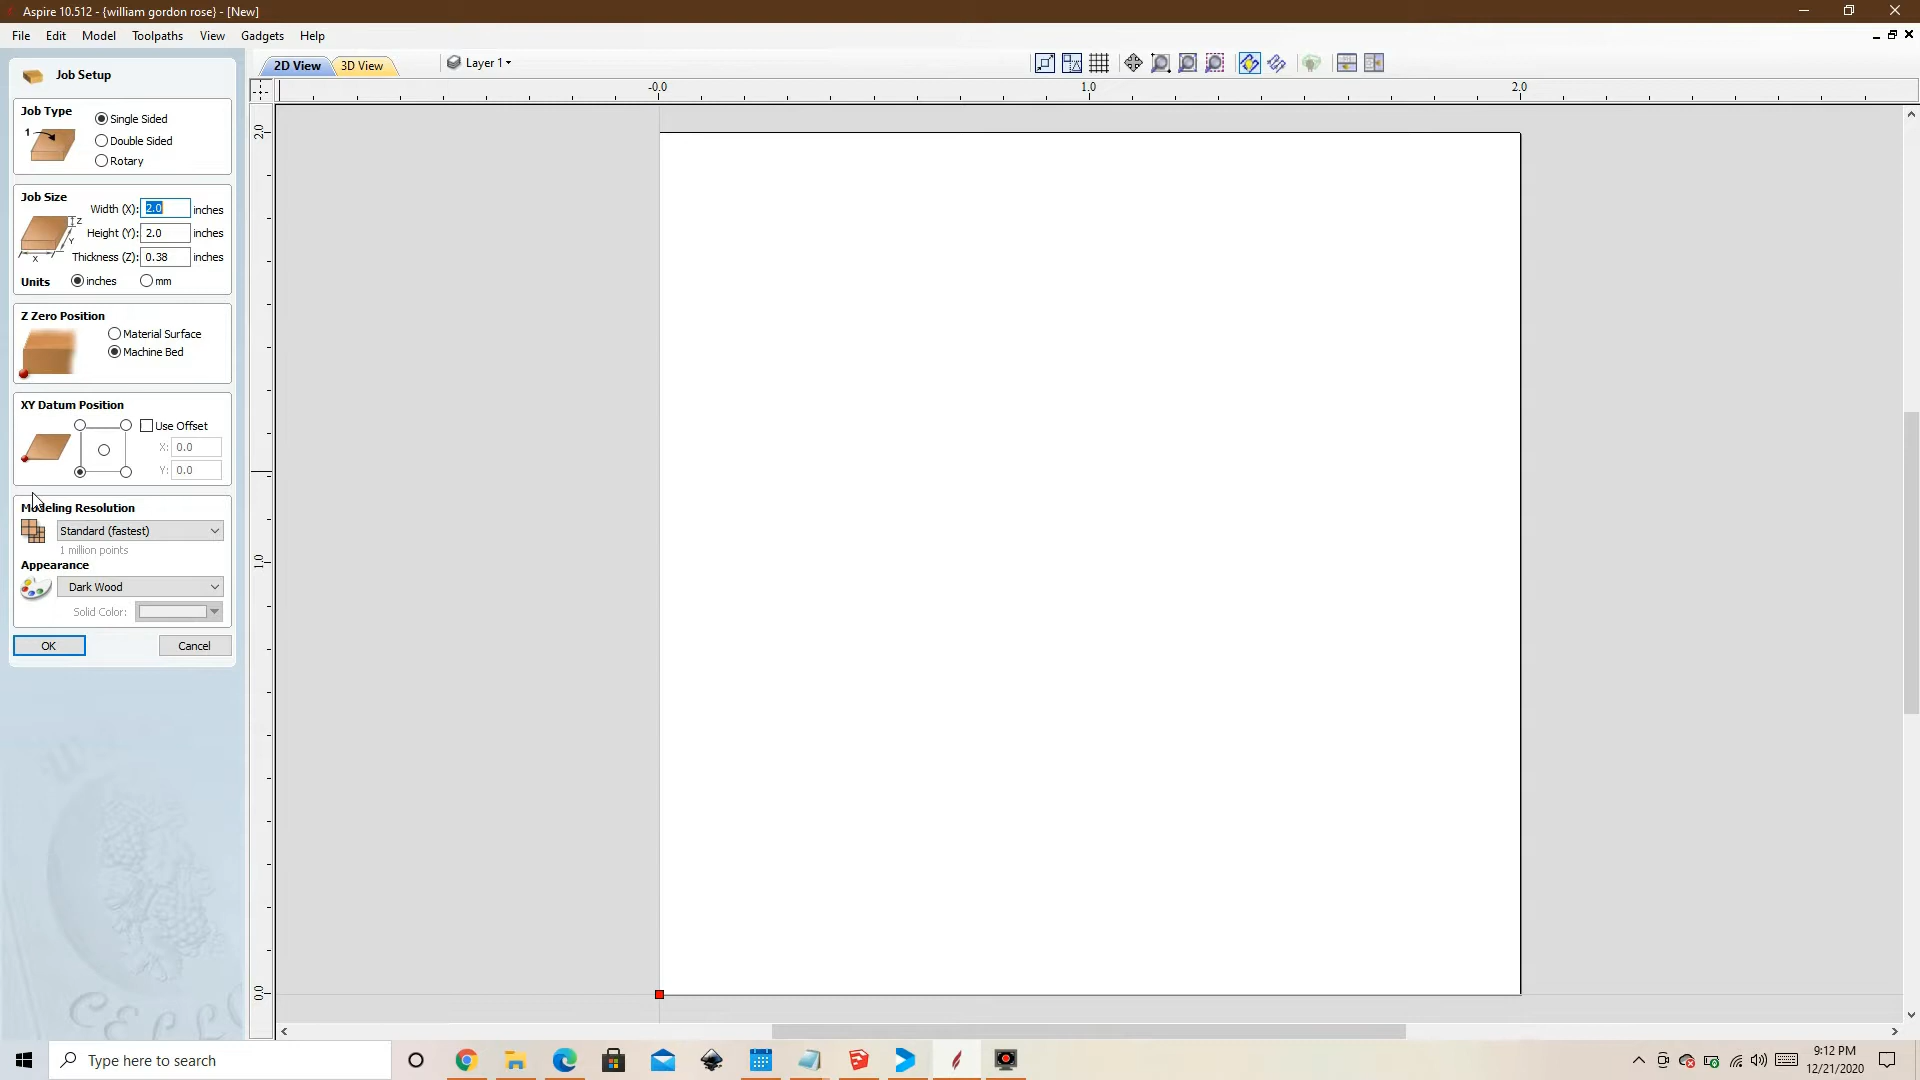 Aspire 10.512 - {william gordon rose} - [New]
File Edit Model Toolpaths View Gadgets Help
Job Setup
2D View 3D View Layer 1
-0.0 1.0 2.0
Job Type
1
Single Sided
Double Sided
Rotary
Job Size
Width (X): 2.0 inches
Height (Y): 2.0 inches
Thickness (Z): 0.38 inches
Z
Y
X
Units inches mm
Z Zero Position
Material Surface
Machine Bed
XY Datum Position
Use Offset
X: 0.0
Y: 0.0
Modeling Resolution
Standard (fastest)
1 million points
Appearance
Dark Wood
Solid Color:
OK Cancel
2.0
1.0
0.0
Type here to search
9:12 PM
12/21/2020